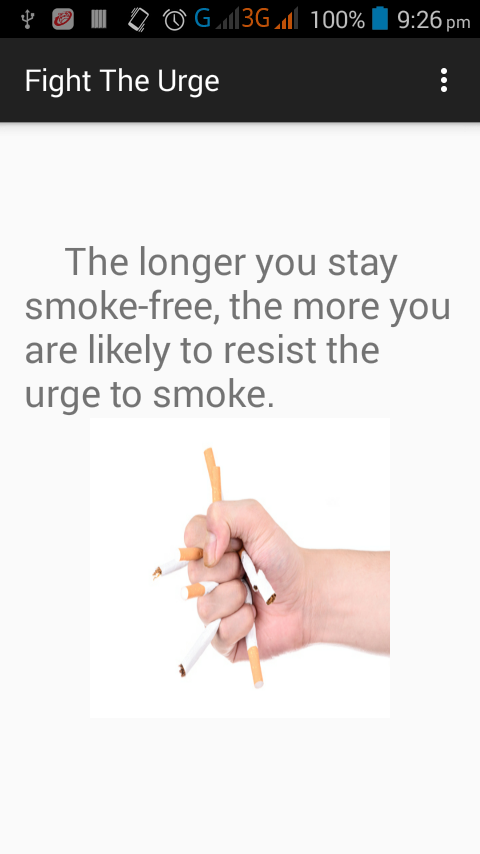 G 3G 100% 9:26 pm
Fight The Urge
The longer you stay
smoke-free, the more you
are likely to resist the
urge to smoke.